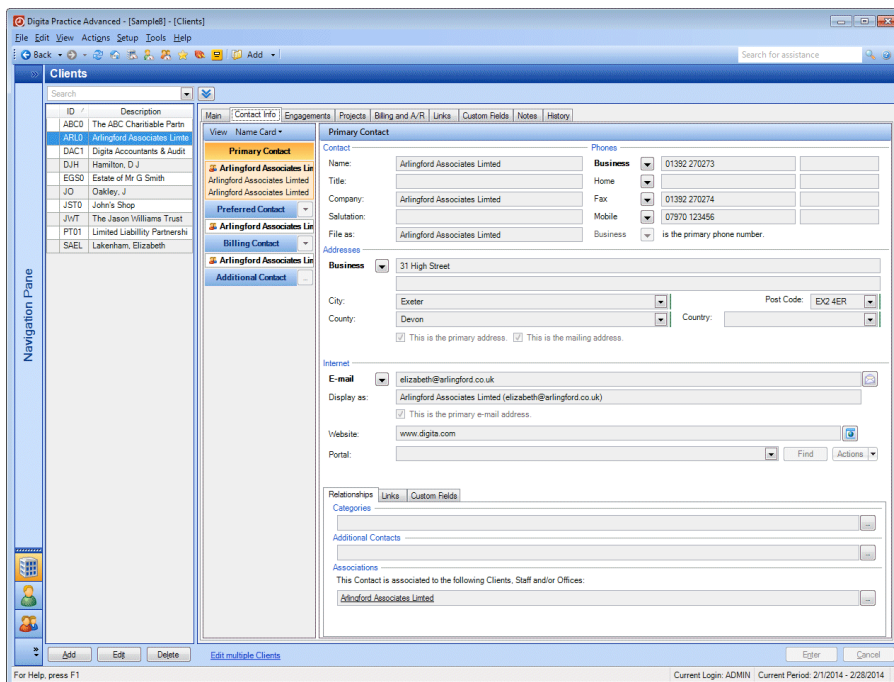 Digita Practice Advanced - [Sample8] - [Clients]
File Edit View Actions Setup Tools Help
Back Add Search for assistance
Clients
Search
ID Description
ABC0 The ABC Charitiable Partn
ARL0 Arlingford Associates Limte
DAC1 Digita Accountants & Audit
DJH Hamilton, D J
EGS0 Estate of Mr G Smith
JO Oakley, J
JST0 John's Shop
JWT The Jason Williams Trust
PT01 Limited Liabillity Partnershi
SAEL Lakenham, Elizabeth
Navigation Pane
Main Contact Info Engagements Projects Billing and A/R Links Custom Fields Notes History
View Name Card
Primary Contact
Arlingford Associates Lim
Arlingford Associates Limted
Arlingford Associates Limted
Preferred Contact
Arlingford Associates Lin
Billing Contact
Arlingford Associates Lin
Additional Contact ...
Primary Contact
Contact
Name: Arlingford Associates Limted
Title:
Company: Arlingford Associates Limted
Salutation:
File as: Arlingford Associates Limted
Phones
Business 01392 270273
Home
Fax 01392 270274
Mobile 07970 123456
Business is the primary phone number.
Addresses
Business 31 High Street
City: Exeter Post Code: EX2 4ER
County: Devon Country:
This is the primary address. This is the mailing address.
Internet
E-mail elizabeth@arlingford.co.uk
Display as: Arlingford Associates Limted (elizabeth@arlingford.co.uk)
This is the primary e-mail address.
Website: www.digita.com
Portal: Find Actions
Relationships Links Custom Fields
Categories
...
Additional Contacts
...
Associations
This Contact is associated to the following Clients, Staff and/or Offices:
Arlingford Associates Limted ...
Add Edit Delete Edit multiple Clients Enter Cancel
For Help, press F1 Current Login: ADMIN Current Period: 2/1/2014 - 2/28/2014